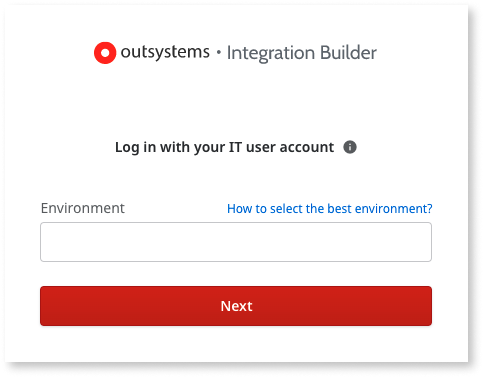 outsystems • Integration Builder
Log in with your IT user account
Environment How to select the best environment?
Next